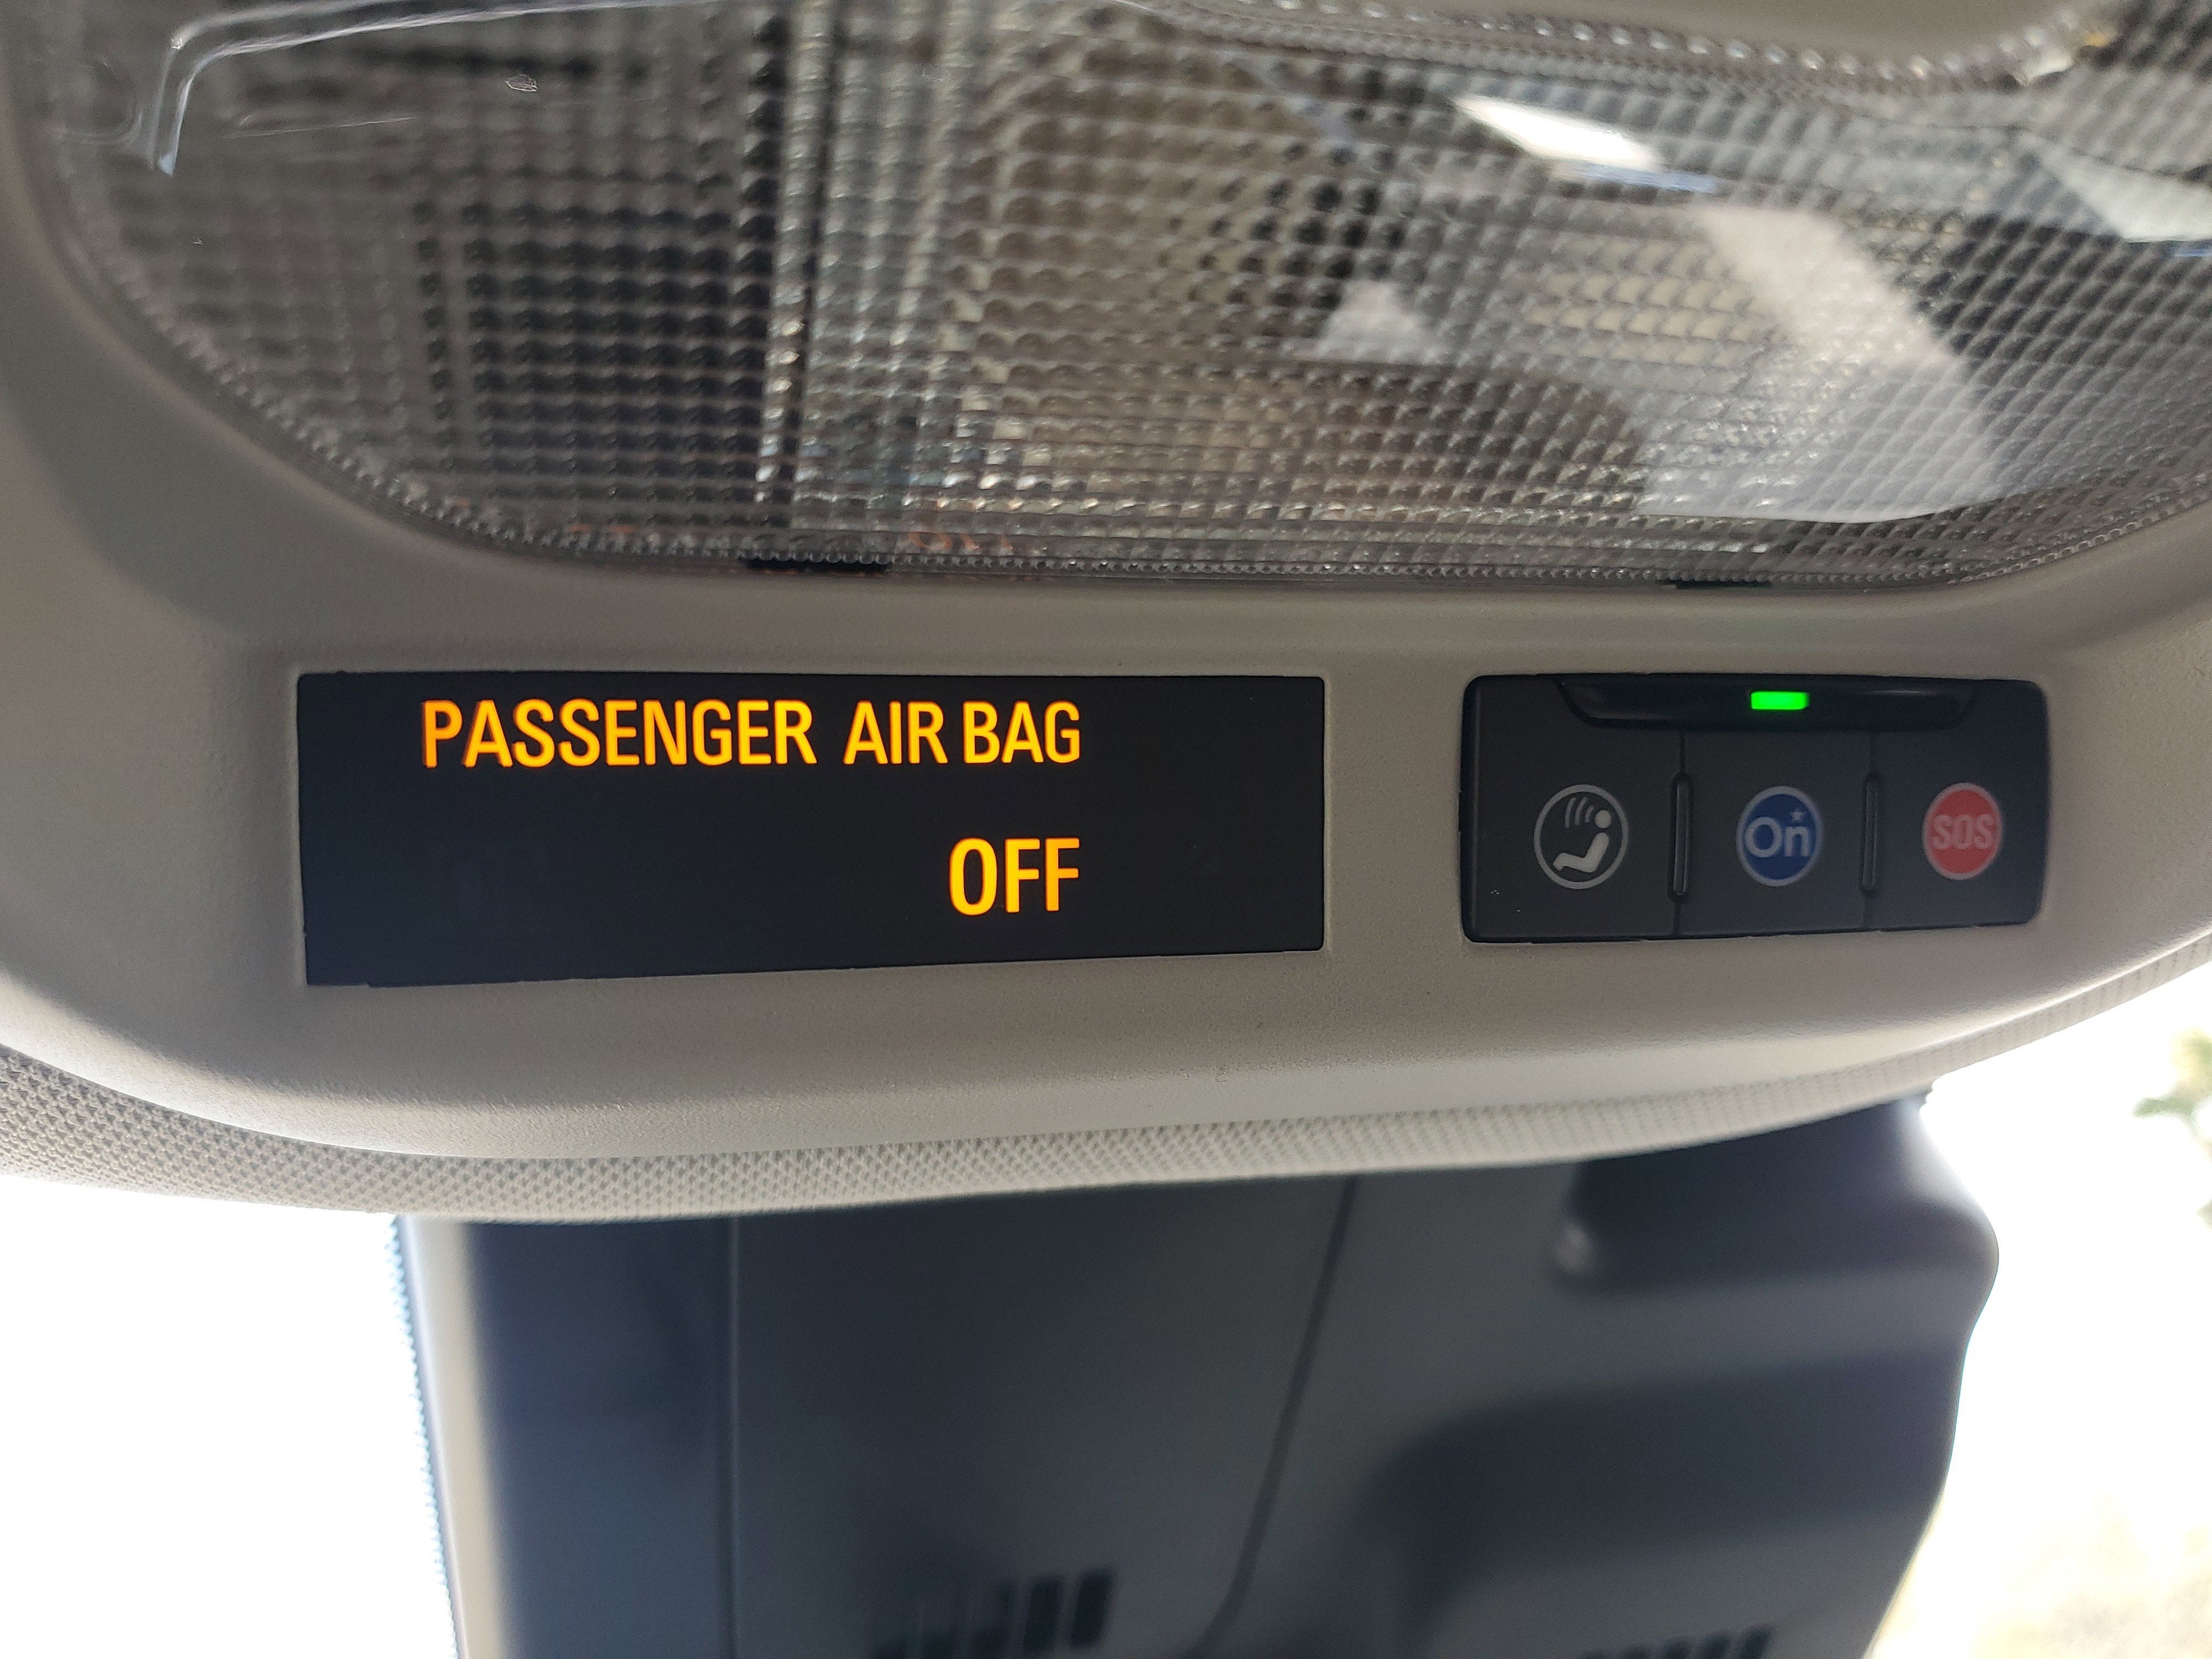 PASSENGER AIR BAG
OFF
On
SOS